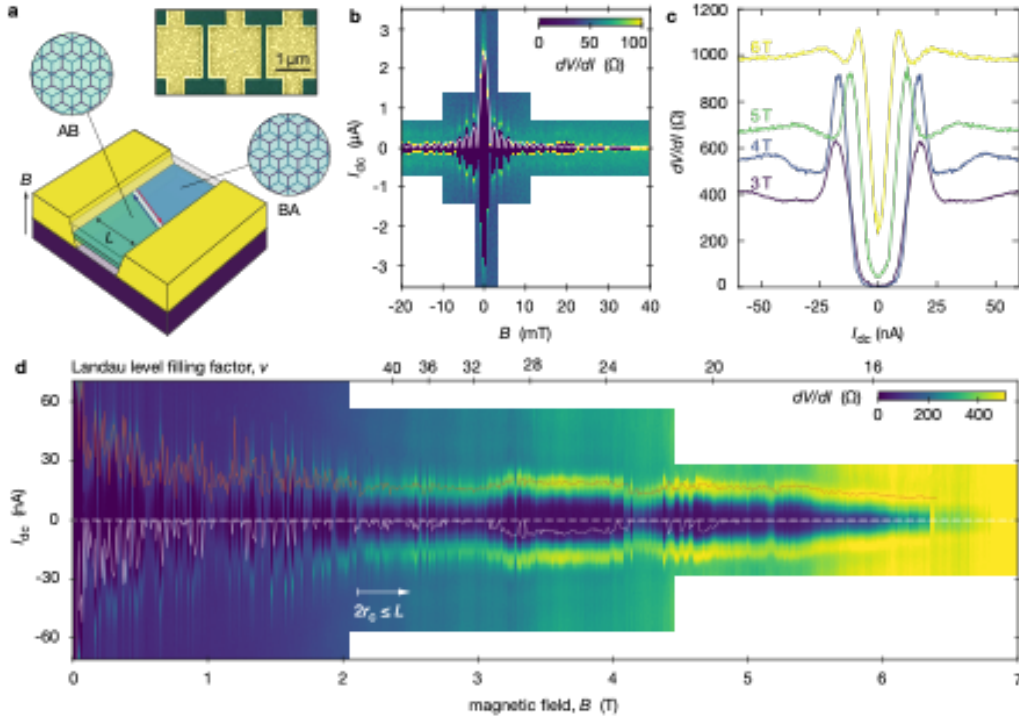 a
AB
1 µm
BA
B
L
b
3
2
1
0
-1
-2
-3
I_dc (µA)
0 50 100
dV/dI (Ω)
-20 -10 0 10 20 30 40
B (mT)
c
1200
1000
800
600
400
200
0
dV/dI (Ω)
6T
5T
4T
3T
-50 -25 0 25 50
I_dc (nA)
d
Landau level filling factor, ν
40 36 32 28 24 20 16
dV/dI (Ω)
0 200 400
60
30
0
-30
-60
I_dc (nA)
2r_c ≤ L
0 1 2 3 4 5 6 7
magnetic field, B (T)